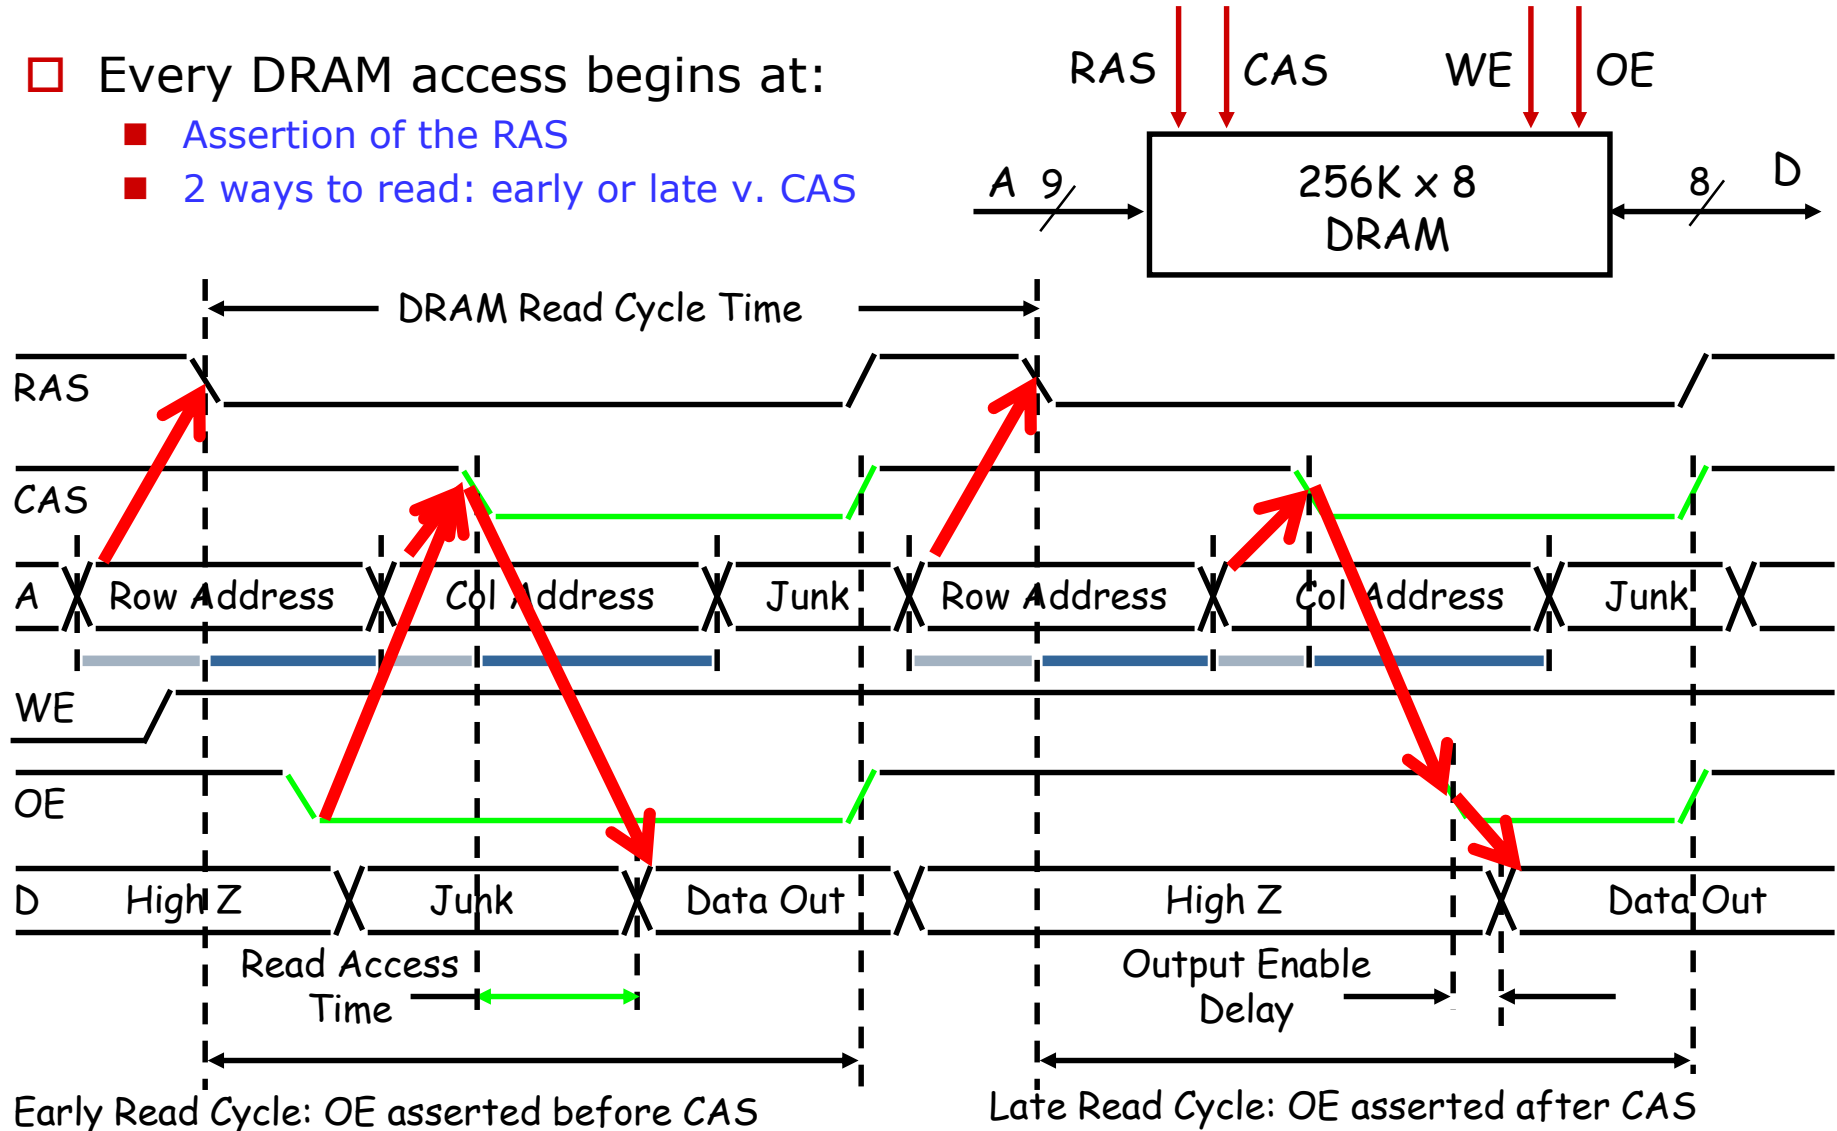 Every DRAM access begins at:
Assertion of the RAS
2 ways to read: early or late v. CAS
RAS CAS WE OE
A 9 256K x 8 8 D
DRAM
DRAM Read Cycle Time
RAS
CAS
A Row Address Col Address Junk Row Address Col Address Junk
WE
OE
D High Z Junk Data Out High Z Data Out
Read Access
Time
Output Enable
Delay
Early Read Cycle: OE asserted before CAS
Late Read Cycle: OE asserted after CAS